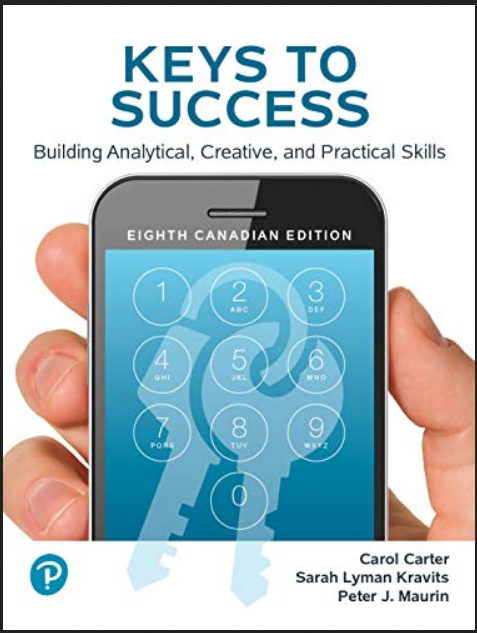 KEYS TO
SUCCESS
Building Analytical, Creative, and Practical Skills
EIGHTH CANADIAN EDITION
1 2 3
ABC DEF
4 5 6
GHI JKL MNO
7 8 9
PQRS TUV WXYZ
0
P
Carol Carter
Sarah Lyman Kravits
Peter J. Maurin